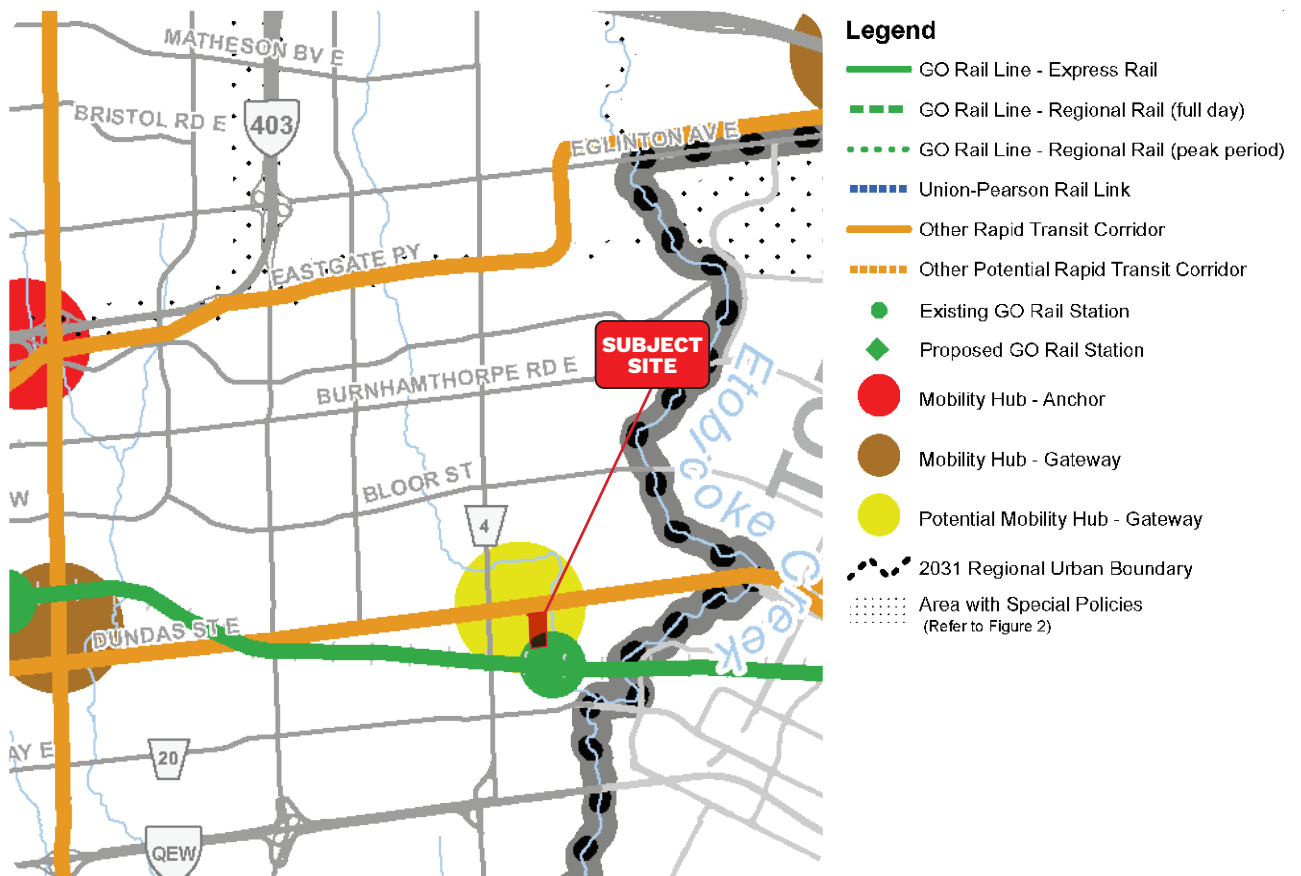 MATHESON BV E
BRISTOL RD E
403
EGLINTON AV E
EASTGATE PY
SUBJECT
SITE
BURNHAMTHORPE RD E
Etobicoke Creek
W
BLOOR ST
4
DUNDAS ST E
AY E
20
QEW
Legend
GO Rail Line - Express Rail
GO Rail Line - Regional Rail (full day)
GO Rail Line - Regional Rail (peak period)
Union-Pearson Rail Link
Other Rapid Transit Corridor
Other Potential Rapid Transit Corridor
Existing GO Rail Station
Proposed GO Rail Station
Mobility Hub - Anchor
Mobility Hub - Gateway
Potential Mobility Hub - Gateway
2031 Regional Urban Boundary
Area with Special Policies
(Refer to Figure 2)